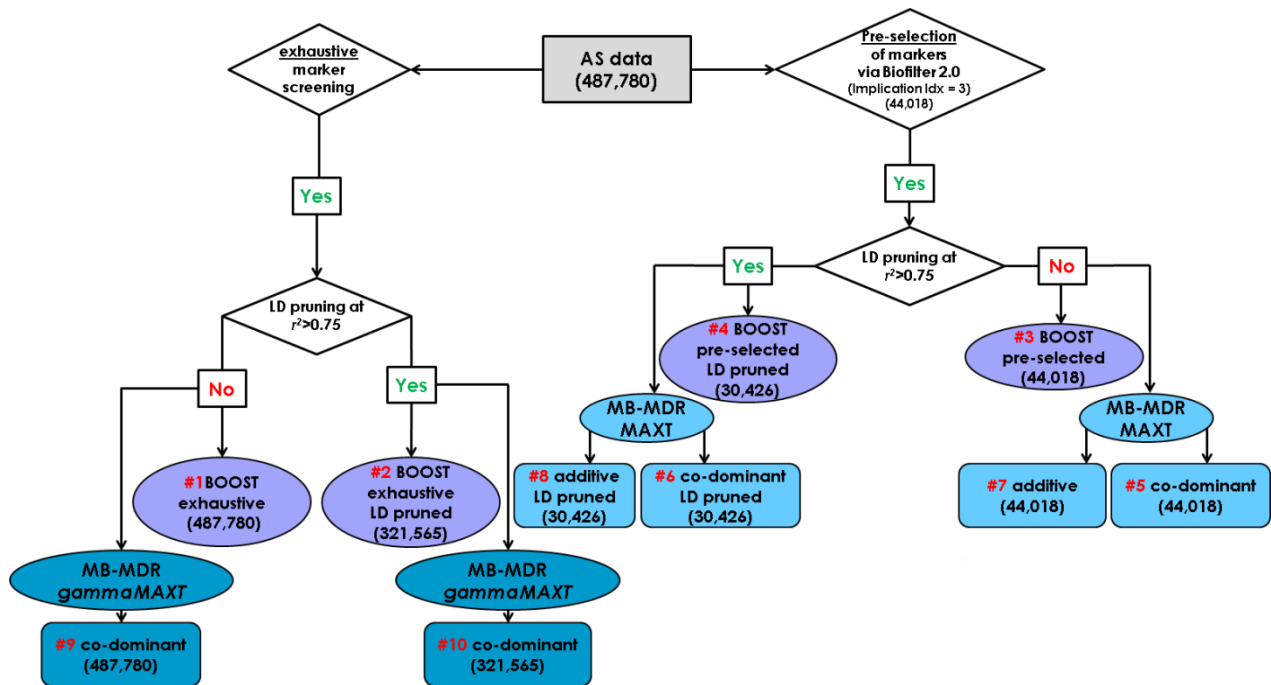 exhaustive
marker
screening
AS data
(487,780)
Pre-selection
of markers
via Biofilter 2.0
(Implication Idx = 3)
(44,018)
Yes
Yes
LD pruning at
r²>0.75
No
Yes
LD pruning at
r²>0.75
Yes
No
#1BOOST
exhaustive
(487,780)
#2 BOOST
exhaustive
LD pruned
(321,565)
MB-MDR
gammaMAXT
MB-MDR
gammaMAXT
#9 co-dominant
(487,780)
#10 co-dominant
(321,565)
#4 BOOST
pre-selected
LD pruned
(30,426)
#3 BOOST
pre-selected
(44,018)
MB-MDR
MAXT
MB-MDR
MAXT
#8 additive
LD pruned
(30,426)
#6 co-dominant
LD pruned
(30,426)
#7 additive
(44,018)
#5 co-dominant
(44,018)